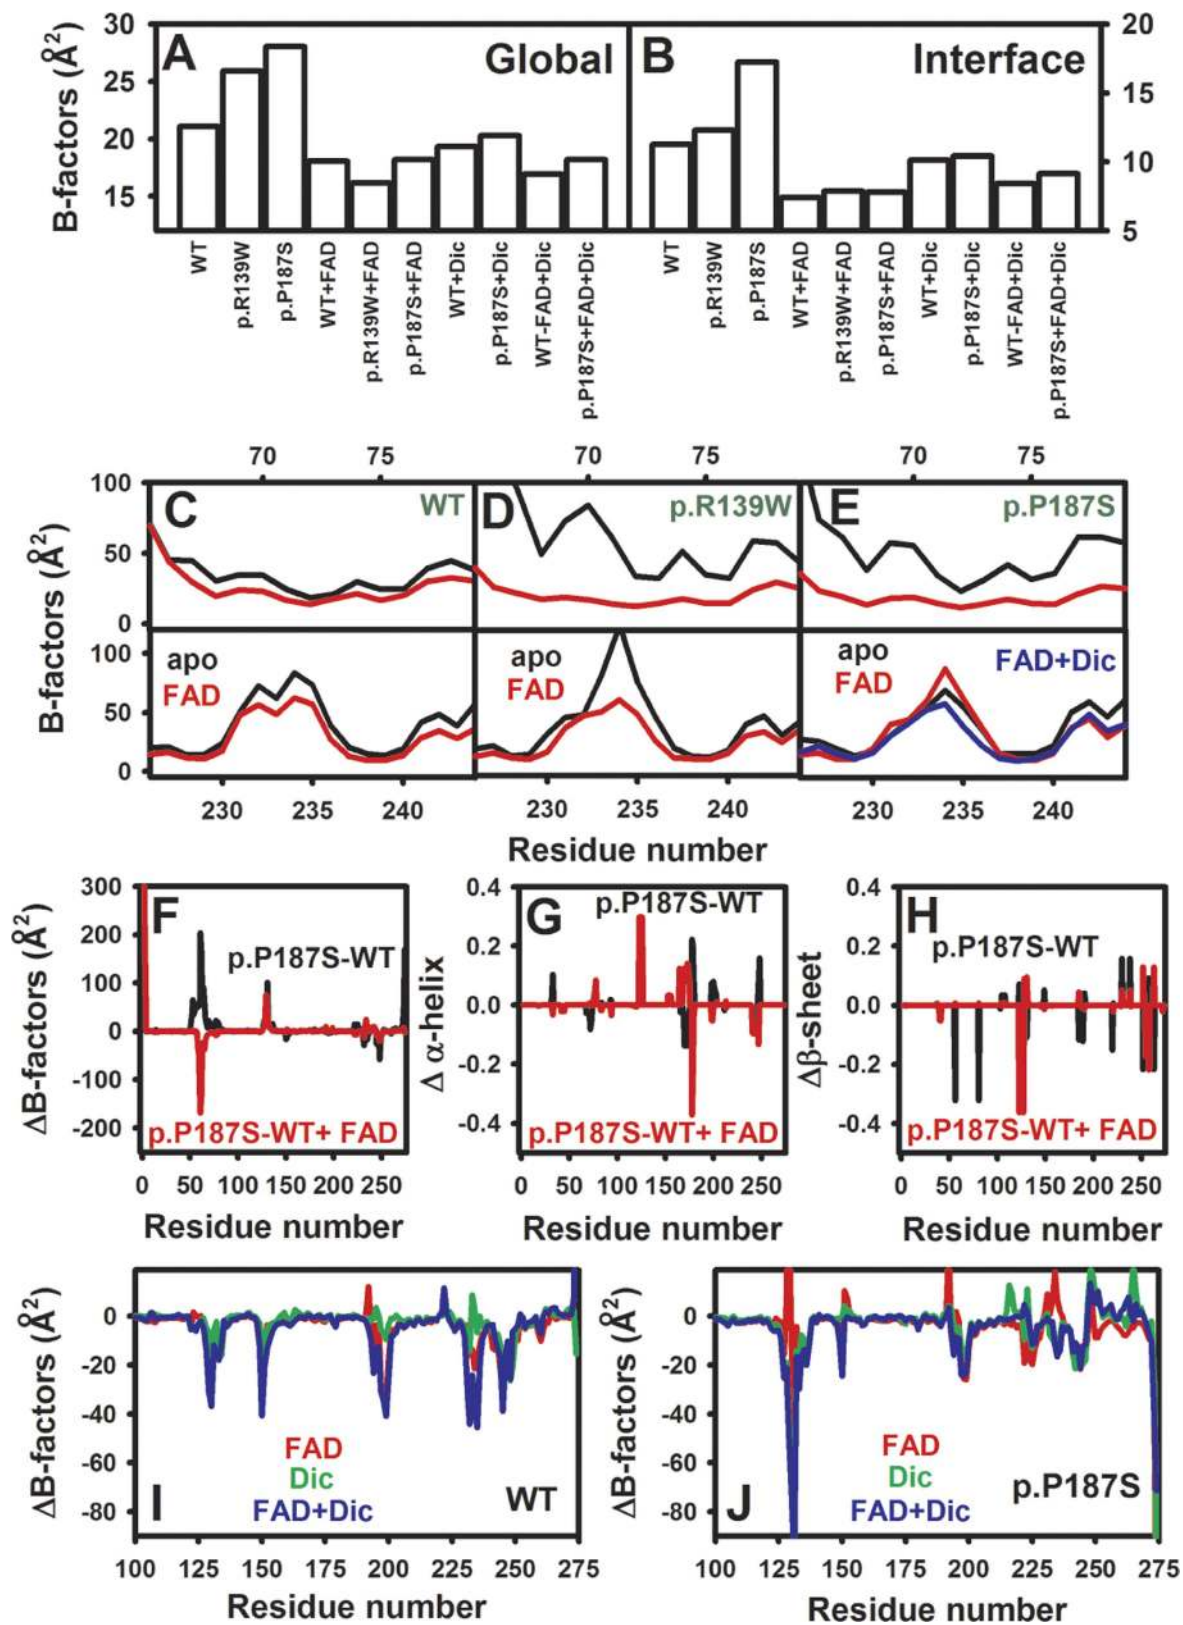 30
25
20
15
B-factors (Å²)
A
Global
B
Interface
20
15
10
5
WT
p.R139W
p.P187S
WT+FAD
p.R139W+FAD
p.P187S+FAD
WT+Dic
p.P187S+Dic
WT-FAD+Dic
p.P187S+FAD+Dic
WT
p.R139W
p.P187S
WT+FAD
p.R139W+FAD
p.P187S+FAD
WT+Dic
p.P187S+Dic
WT-FAD+Dic
p.P187S+FAD+Dic
70 75 70 75 70 75
100
50
0
B-factors (Å²)
C WT
D p.R139W
E p.P187S
100
50
0
B-factors (Å²)
apo
FAD
apo
FAD
apo
FAD
FAD+Dic
230 235 240 230 235 240 230 235 240
Residue number
300
200
100
0
-100
-200
ΔB-factors (Å²)
F
p.P187S-WT
p.P187S-WT+ FAD
0 50 100 150 200 250
Residue number
0.4
0.2
0.0
-0.2
-0.4
Δ α-helix
G
p.P187S-WT
p.P187S-WT+ FAD
0 50 100 150 200 250
Residue number
0.4
0.2
0.0
-0.2
-0.4
Δβ-sheet
H
p.P187S-WT
p.P187S-WT+ FAD
0 50 100 150 200 250
Residue number
0
-20
-40
-60
-80
ΔB-factors (Å²)
FAD
Dic
FAD+Dic
I
WT
100 125 150 175 200 225 250 275
Residue number
0
-20
-40
-60
-80
ΔB-factors (Å²)
FAD
Dic
FAD+Dic
J
p.P187S
100 125 150 175 200 225 250 275
Residue number